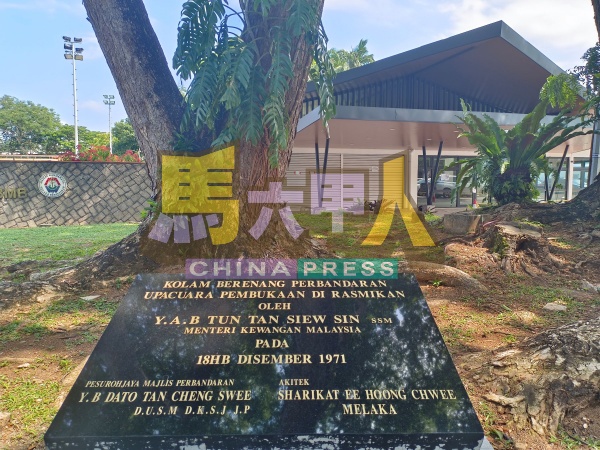 OME
馬六甲人
CHINA PRESS
KOLAM BERENANG PERBANDARAN
UPACUARA PEMBUKAAN DI RASMIKAN
OLEH
Y.A.B TUN TAN SIEW SIN SSM
MENTERI KEWANGAN MALAYSIA
PADA
18HB DISEMBER 1971
PESUROHJAYA MAJLIS PERBANDARAN
Y.B DATO TAN CHENG SWEE
D.U.S.M D.K.S.J J.P
AKITEK
SHARIKAT EE HOONG CHWEE
MELAKA